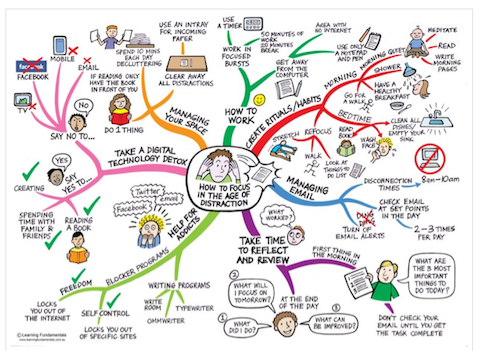 HOW TO FOCUS
IN THE AGE OF
DISTRACTION
HOW TO
WORK
USE A
TIMER
WORK IN
FOCUSED
BURSTS
50 MINUTES OF
WORK
BREAK
GET AWAY
FROM THE
COMPUTER
AREA WITH
NO INTERNET
USE ONLY
A NOTEPAD
AND PEN
CREATE RITUALS/HABITS
MORNING
MORNING QUIET
MEDITATE
READ
WRITE
MORNING
PAGES
SHOWER
GO FOR A
WALK
HAVE A
HEALTHY
BREAKFAST
BEDTIME
CLEAN ALL
DISHES/
EMPTY YOUR
SINK
READ
BOOK
WASH
FACE
REFOCUS
STRETCH
WALK
LOOK AT
THINGS
TO DO LIST
MANAGING
EMAIL
DISCONNECTION
TIMES
8am-10am
CHECK EMAIL
AT SET POINTS
IN THE DAY
2-3 TIMES
PER DAY
TURN OF
EMAIL ALERTS
TAKE TIME
TO REFLECT
AND REVIEW
WHAT
WORKED?
FIRST THING IN
THE MORNING
WHAT ARE
THE 3 MOST
IMPORTANT
THINGS TO
DO TODAY?
DON'T CHECK
YOUR EMAIL
UNTIL YOU GET
THE TASK COMPLETE
AT THE END
OF THE DAY
1
WHAT
DID I DO?
2
WHAT WILL I
FOCUS ON
TOMORROW?
3
WHAT CAN BE
IMPROVED?
HELP FOR
ADDICTS
Twitter
email
Facebook
WRITING PROGRAMS
WRITE
ROOM
OMMWRITER
TYPEWRITER
BLOCKER PROGRAMS
FREEDOM
LOCKS YOU OUT
OF THE INTERNET
SELF CONTROL
LOCKS YOU OUT
OF SPECIFIC SITES
TAKE A DIGITAL
TECHNOLOGY DETOX
YES
SAY
YES TO...
CREATING
SPENDING
TIME WITH
FAMILY &
FRIENDS
READING
A BOOK
NO
SAY NO TO...
TV
FACEBOOK
facebook
MOBILE
EMAIL
MANAGING
YOUR SPACE
DO 1 THING
IF READING ONLY
HAVE THE BOOK
IN FRONT OF YOU
SPEND 10 MINS
EACH DAY
DECLUTTERING
CLEAR AWAY
ALL DISTRACTIONS
USE AN INTRAY
FOR INCOMING
PAPER
© Learning Fundamentals
www.learningfundamentals.com.au